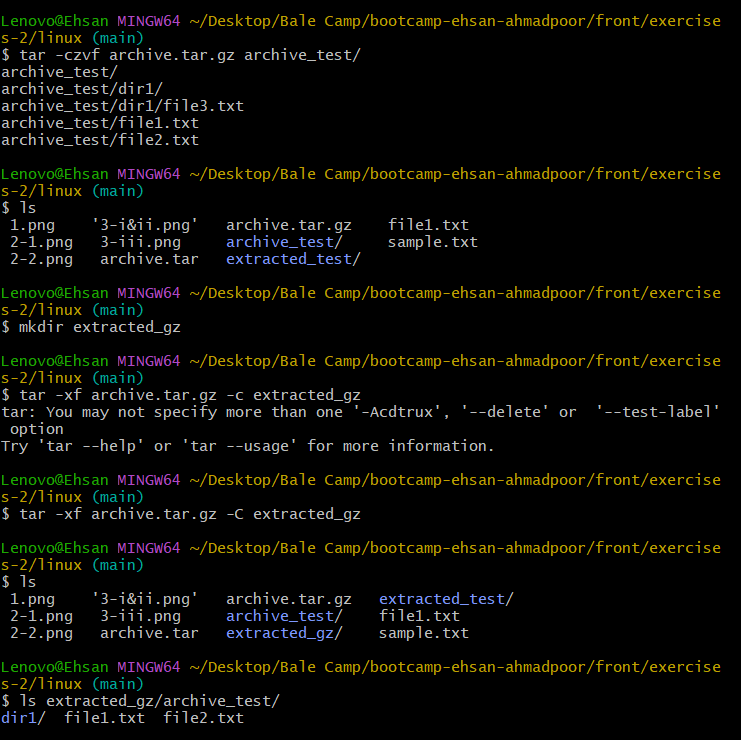 Lenovo@Ehsan MINGW64 ~/Desktop/Bale Camp/bootcamp-ehsan-ahmadpoor/front/exercise
s-2/linux (main)
$ tar -czvf archive.tar.gz archive_test/
archive_test/
archive_test/dir1/
archive_test/dir1/file3.txt
archive_test/file1.txt
archive_test/file2.txt
Lenovo@Ehsan MINGW64 ~/Desktop/Bale Camp/bootcamp-ehsan-ahmadpoor/front/exercise
s-2/linux (main)
$ ls
 1.png    '3-i&ii.png'   archive.tar.gz    file1.txt
 2-1.png   3-iii.png     archive_test/     sample.txt
 2-2.png   archive.tar   extracted_test/
Lenovo@Ehsan MINGW64 ~/Desktop/Bale Camp/bootcamp-ehsan-ahmadpoor/front/exercise
s-2/linux (main)
$ mkdir extracted_gz
Lenovo@Ehsan MINGW64 ~/Desktop/Bale Camp/bootcamp-ehsan-ahmadpoor/front/exercise
s-2/linux (main)
$ tar -xf archive.tar.gz -c extracted_gz
tar: You may not specify more than one '-Acdtrux', '--delete' or  '--test-label'
 option
Try 'tar --help' or 'tar --usage' for more information.
Lenovo@Ehsan MINGW64 ~/Desktop/Bale Camp/bootcamp-ehsan-ahmadpoor/front/exercise
s-2/linux (main)
$ tar -xf archive.tar.gz -C extracted_gz
Lenovo@Ehsan MINGW64 ~/Desktop/Bale Camp/bootcamp-ehsan-ahmadpoor/front/exercise
s-2/linux (main)
$ ls
 1.png    '3-i&ii.png'   archive.tar.gz   extracted_test/
 2-1.png   3-iii.png     archive_test/    file1.txt
 2-2.png   archive.tar   extracted_gz/    sample.txt
Lenovo@Ehsan MINGW64 ~/Desktop/Bale Camp/bootcamp-ehsan-ahmadpoor/front/exercise
s-2/linux (main)
$ ls extracted_gz/archive_test/
dir1/  file1.txt  file2.txt